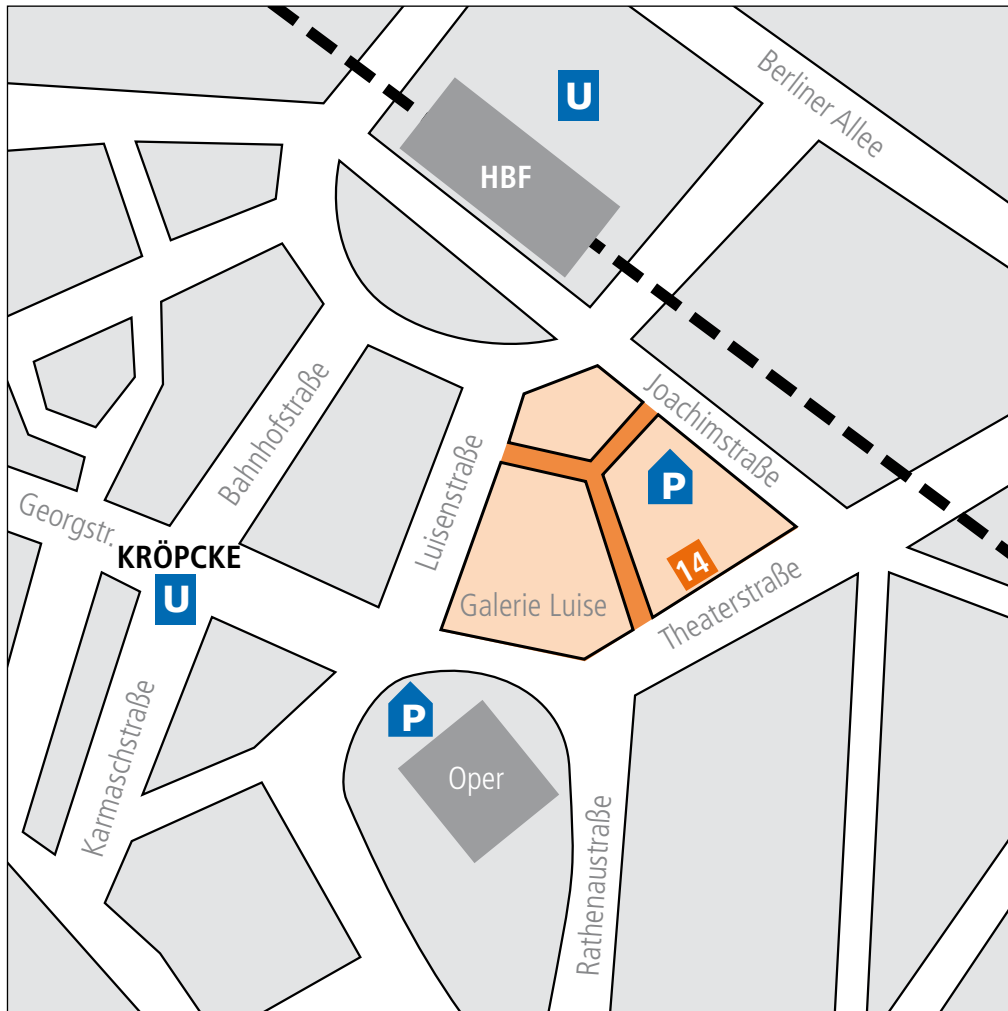 Berliner Allee
U
HBF
Joachimstraße
Bahnhofstraße
Luisenstraße
P
Georgstr.
KRÖPCKE
U
14
Galerie Luise
Theaterstraße
Karmaschstraße
P
Oper
Rathenaustraße